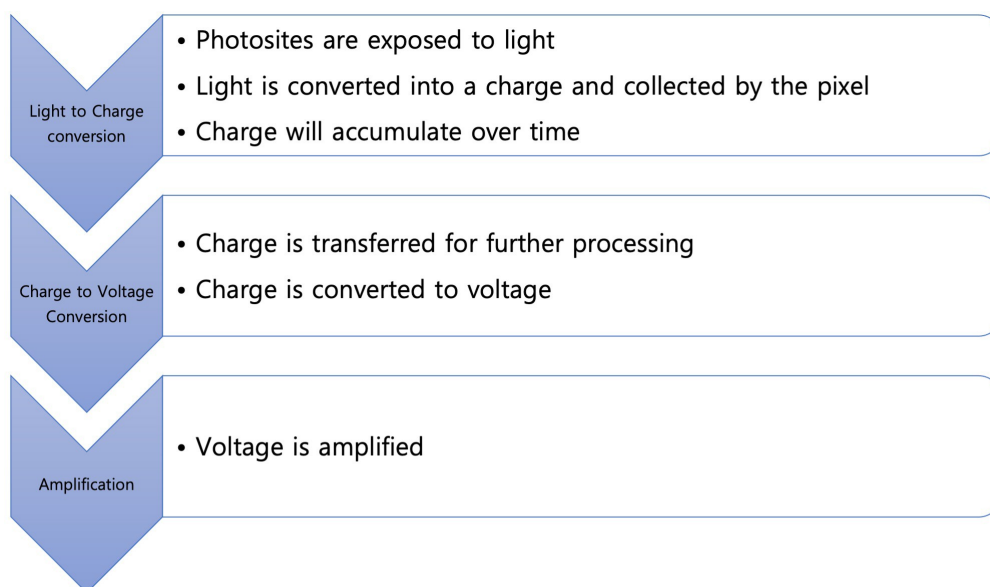 Light to Charge
conversion
• Photosites are exposed to light
• Light is converted into a charge and collected by the pixel
• Charge will accumulate over time
Charge to Voltage
Conversion
• Charge is transferred for further processing
• Charge is converted to voltage
Amplification
• Voltage is amplified